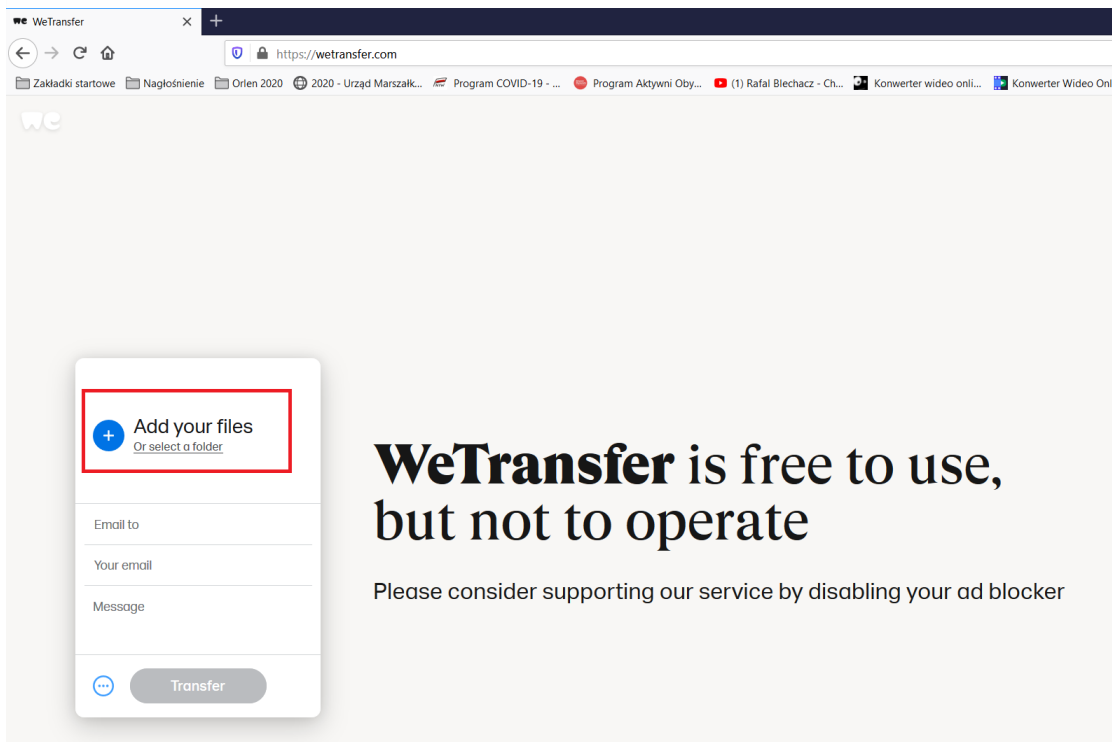 we WeTransfer
https://wetransfer.com
Zakładki startowe Nagłośnienie Orlen 2020 2020 - Urząd Marszałk... Program COVID-19 - ... Program Aktywni Oby... (1) Rafal Blechacz - Ch... Konwerter wideo onli... Konwerter Wideo Onl
we
Add your files
Or select a folder
WeTransfer is free to use,
but not to operate
Please consider supporting our service by disabling your ad blocker
Email to
Your email
Message
Transfer